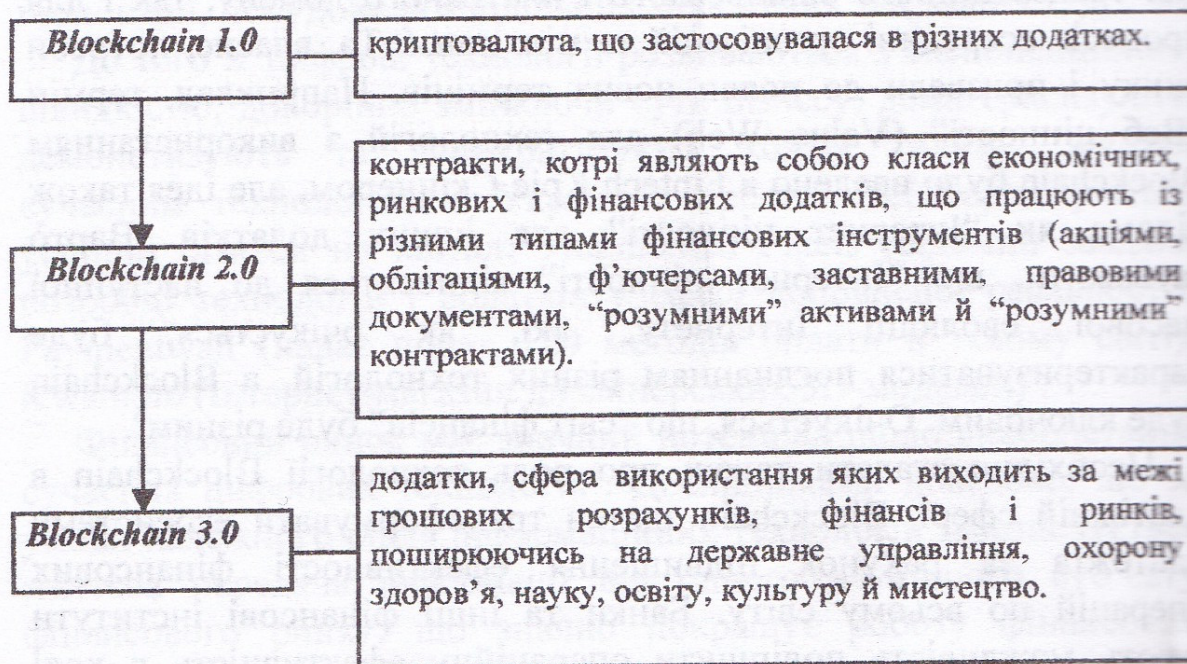 Blockchain 1.0
криптовалюта, що застосовувалася в різних додатках.
контракти, котрі являють собою класи економічних,
ринкових і фінансових додатків, що працюють із
різними типами фінансових інструментів (акціями,
Blockchain 2.0
облігаціями, ф’ючерсами, заставними, правовими
документами, “розумними” активами й “розумними”
контрактами).
додатки, сфера використання яких виходить за межі
грошових розрахунків, фінансів і ринків,
Blockchain 3.0
поширюючись на державне управління, охорону
здоров’я, науку, освіту, культуру й мистецтво.